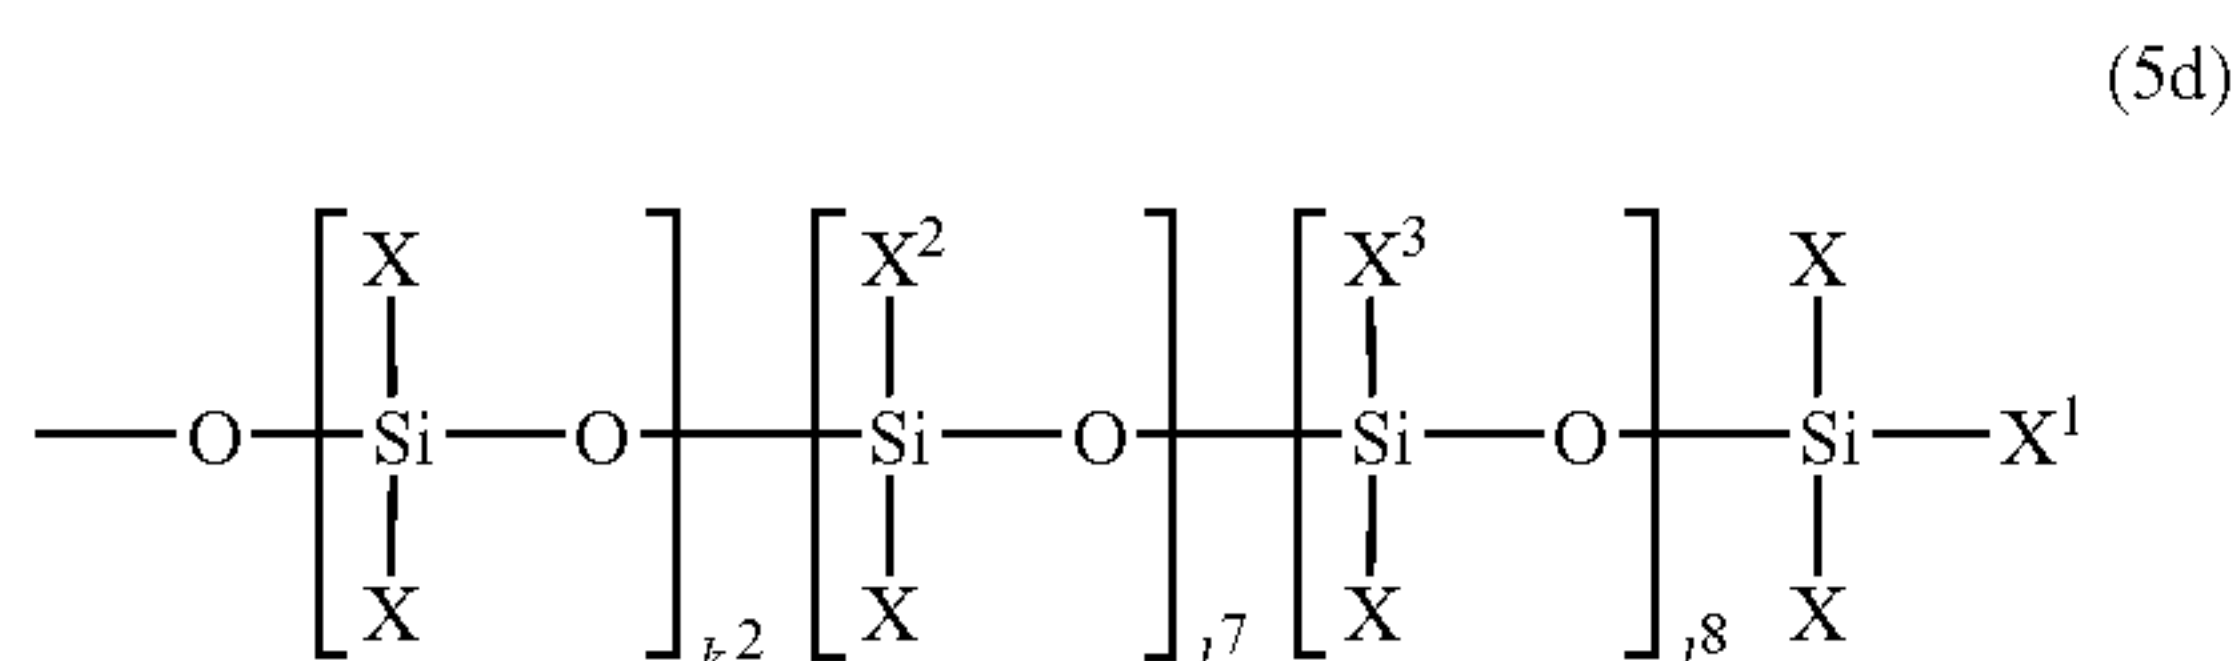 (5d)
X X² X³ X
—O—[Si—O]k2—[Si—O]l7—[Si—O]l8—Si—X¹
X X X X